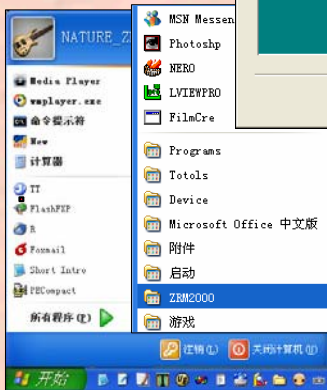 NATURE_Z
Media Player
vmplayer.exe
命令提示符
New
计算器
TT
FlashFXP
R
Foxmail
Short Intro
PECompact
所有程序(P)
MSN Messen
Photoshp
NERO
LVIEWPRO
FilmCre
Programs
Totols
Device
Microsoft Office 中文版
附件
启动
ZRM2000
游戏
注销(L)
关闭计算机(U)
开始